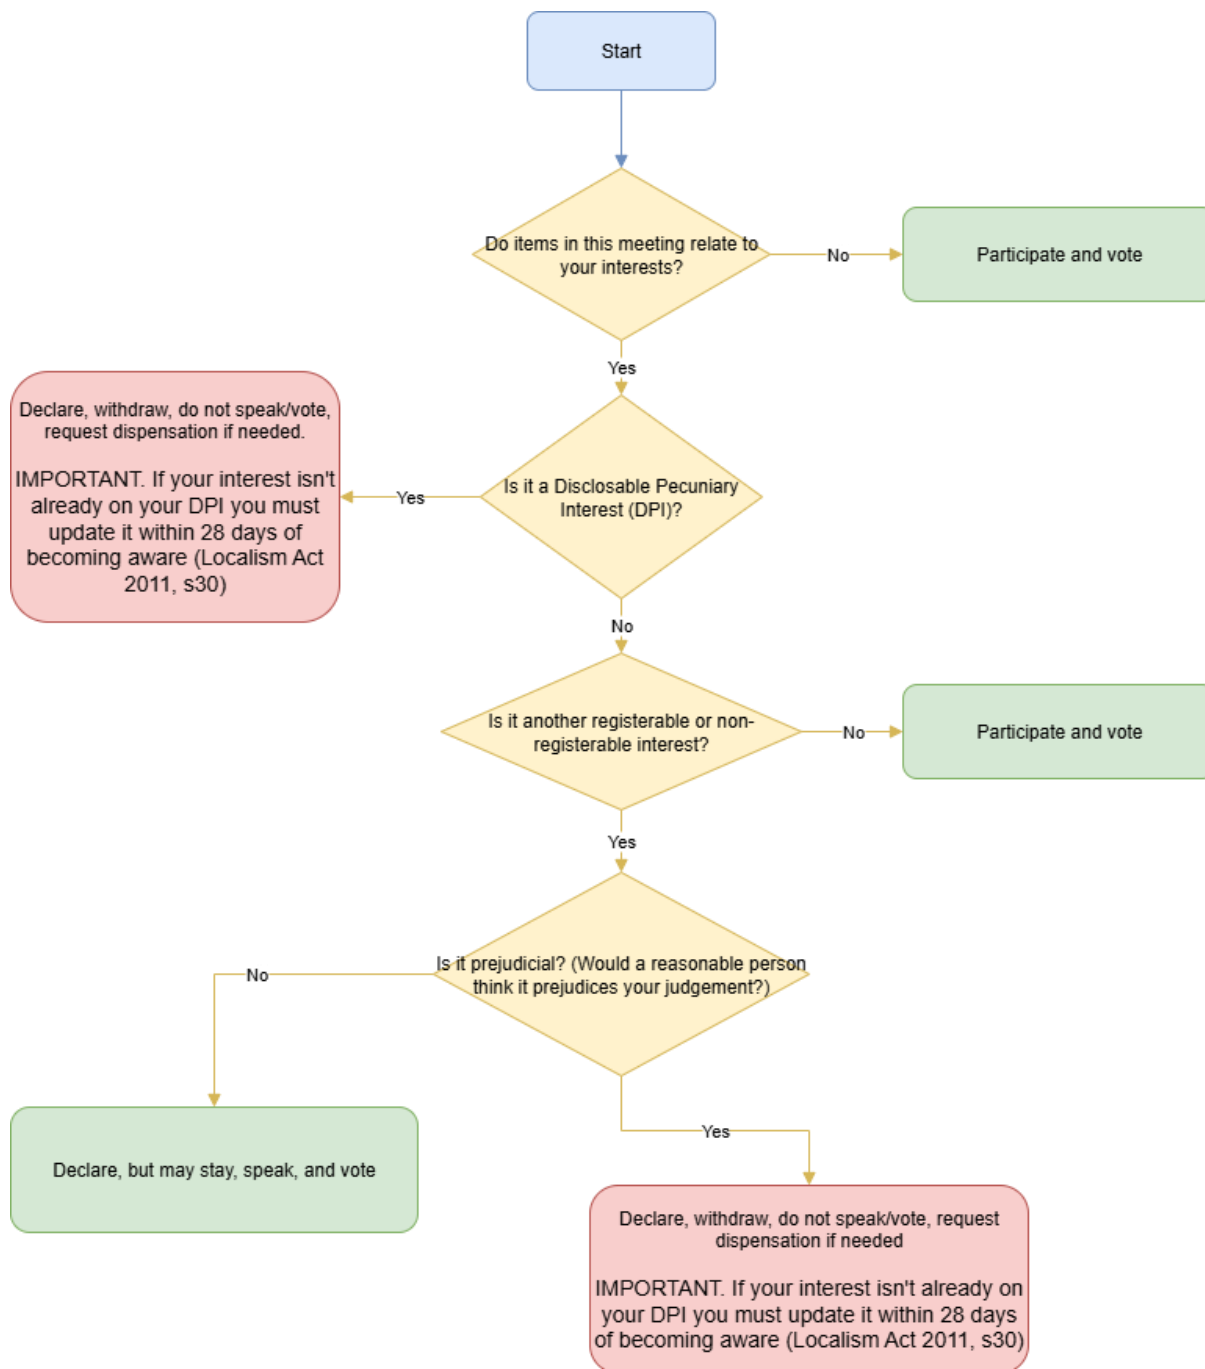 Start
Do items in this meeting relate to
your interests?
No
Participate and vote
Yes
Declare, withdraw, do not speak/vote,
request dispensation if needed.
IMPORTANT. If your interest isn't
already on your DPI you must
update it within 28 days of
becoming aware (Localism Act
2011, s30)
Yes
Is it a Disclosable Pecuniary
Interest (DPI)?
No
Is it another registerable or non-
registerable interest?
No
Participate and vote
Yes
Is it prejudicial? (Would a reasonable person
think it prejudices your judgement?)
No
Declare, but may stay, speak, and vote
Yes
Declare, withdraw, do not speak/vote, request
dispensation if needed
IMPORTANT. If your interest isn't already on
your DPI you must update it within 28 days
of becoming aware (Localism Act 2011, s30)